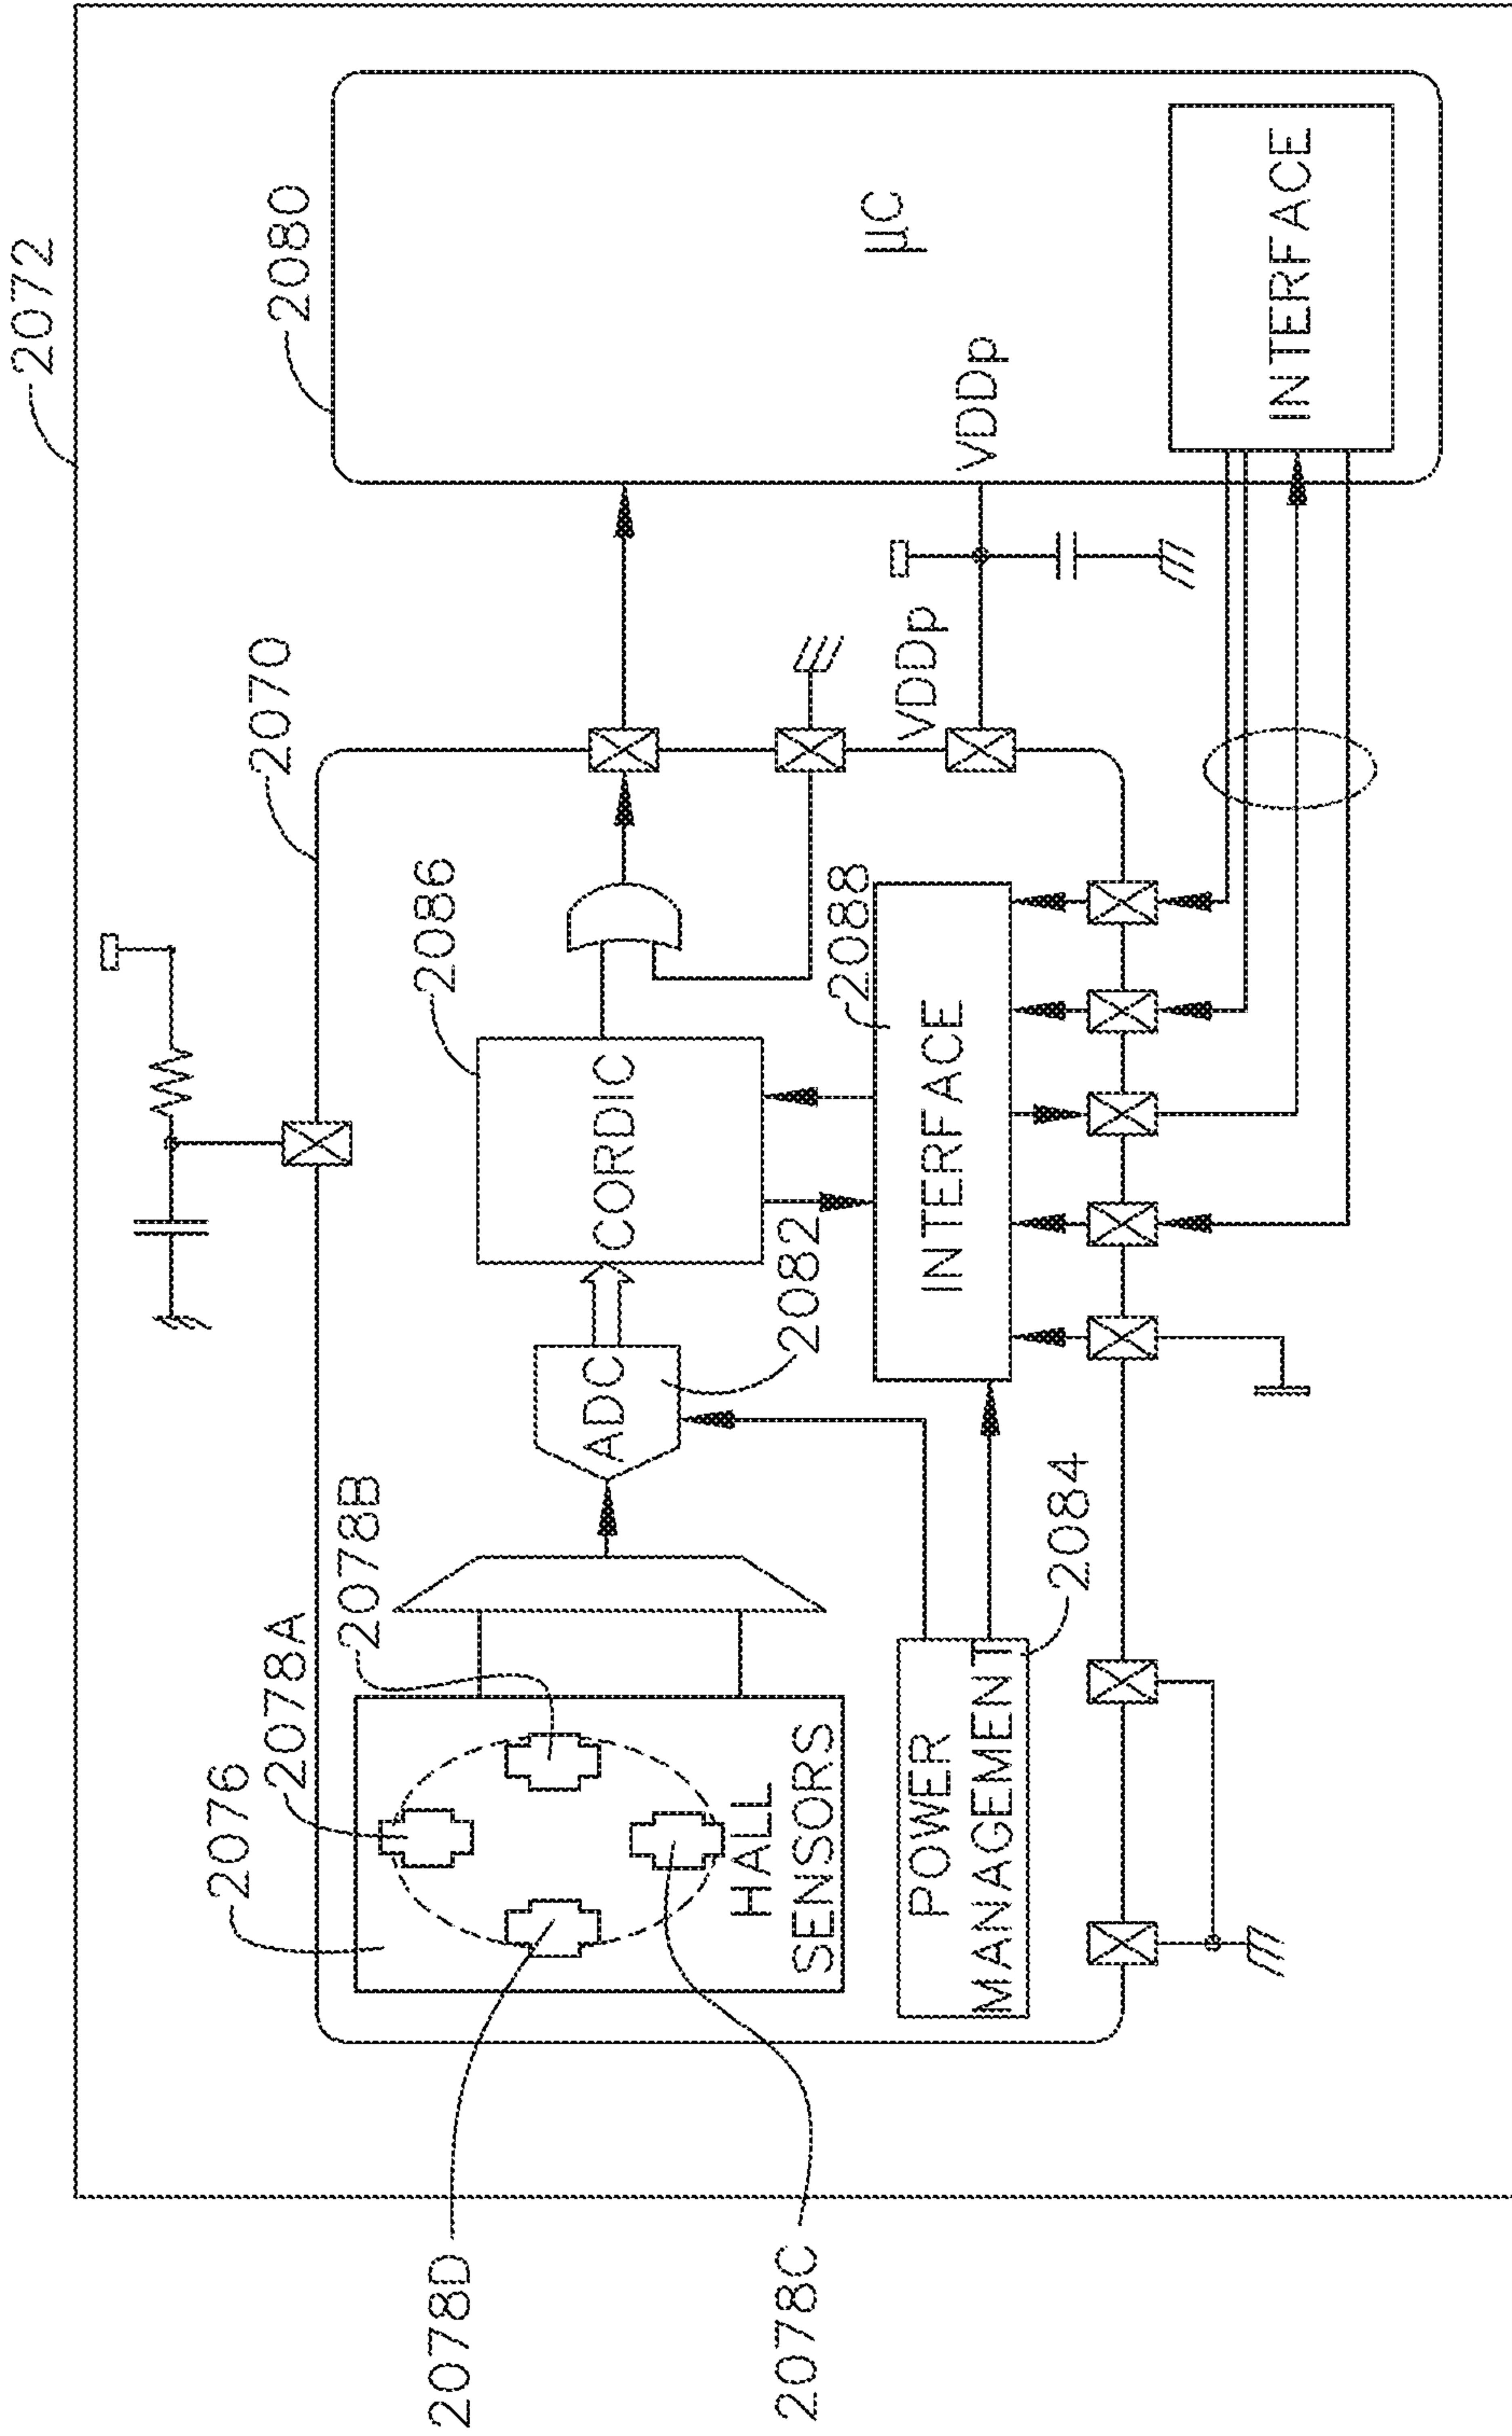 2072
2070
2080
2076
2078A
2078B
2086
HALL
SENSORS
ADC
CORDIC
2082
2088
µC
POWER
MANAGEMENT
2084
INTERFACE
VDDp
VDDp
INTERFACE
2078D
2078C